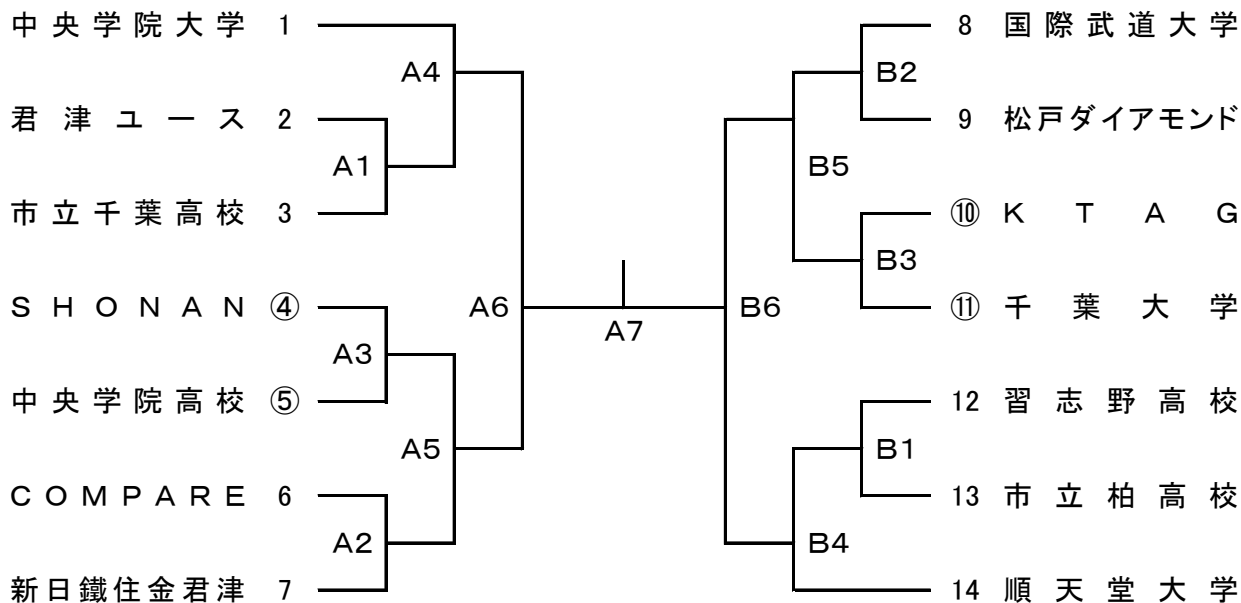 中央学院大学 1
A4
君津ユース 2
A1
市立千葉高校 3
SHONAN ④
A6
A3
中央学院高校 ⑤
A5
COMPARE 6
A2
新日鐵住金君津 7
A7
8 国際武道大学
B2
9 松戸ダイアモンド
B5
⑩ KTAG
B3
⑪ 千葉大学
B6
12 習志野高校
B1
13 市立柏高校
B4
14 順天堂大学